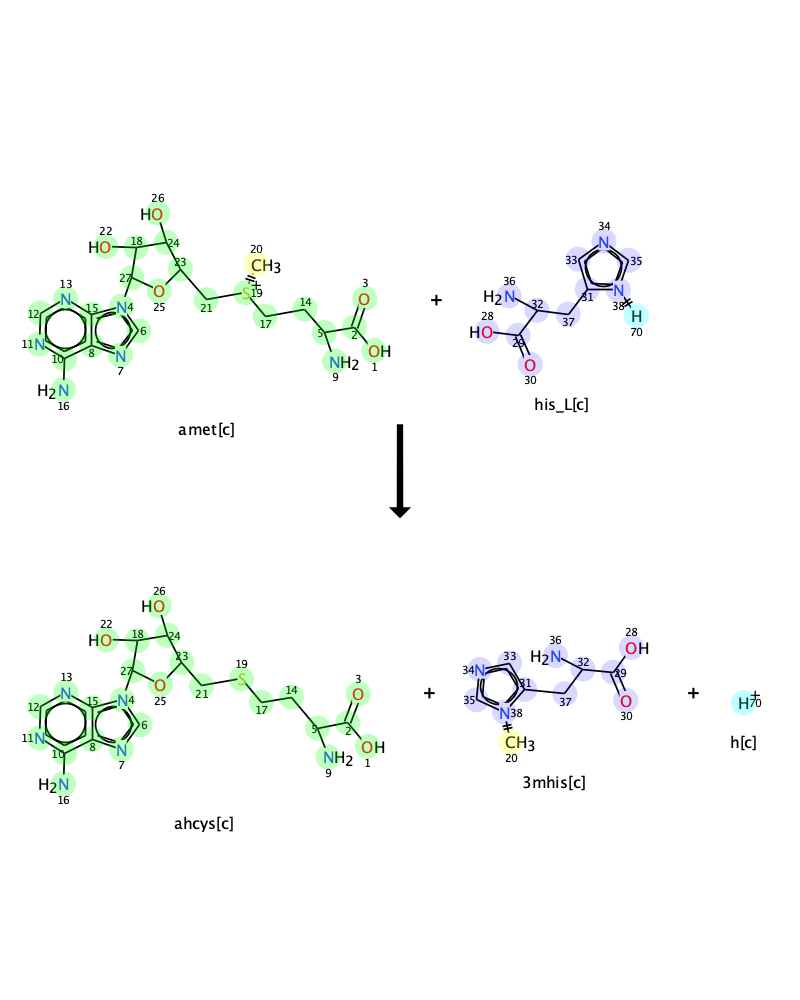 26
HO
22
HO
18
24
23
27
O
25
20
CH3
S
+
19
21
17
14
3
O
5
2
OH
1
NH2
9
13
N
12
15
N
4
6
11
N
10
8
N
7
H2N
16
amet[c]
+
34
N
33
35
36
H2N
32
31
N
38
H
70
28
HO
29
37
O
30
his_L[c]
26
HO
22
HO
18
24
23
27
O
25
19
S
21
17
14
3
O
5
2
OH
1
NH2
9
13
N
12
15
N
4
6
11
N
10
8
N
7
H2N
16
ahcys[c]
+
33
34
N
35
31
N
38
CH3
20
36
H2N
32
37
28
OH
29
O
30
3mhis[c]
+
H
+
70
h[c]